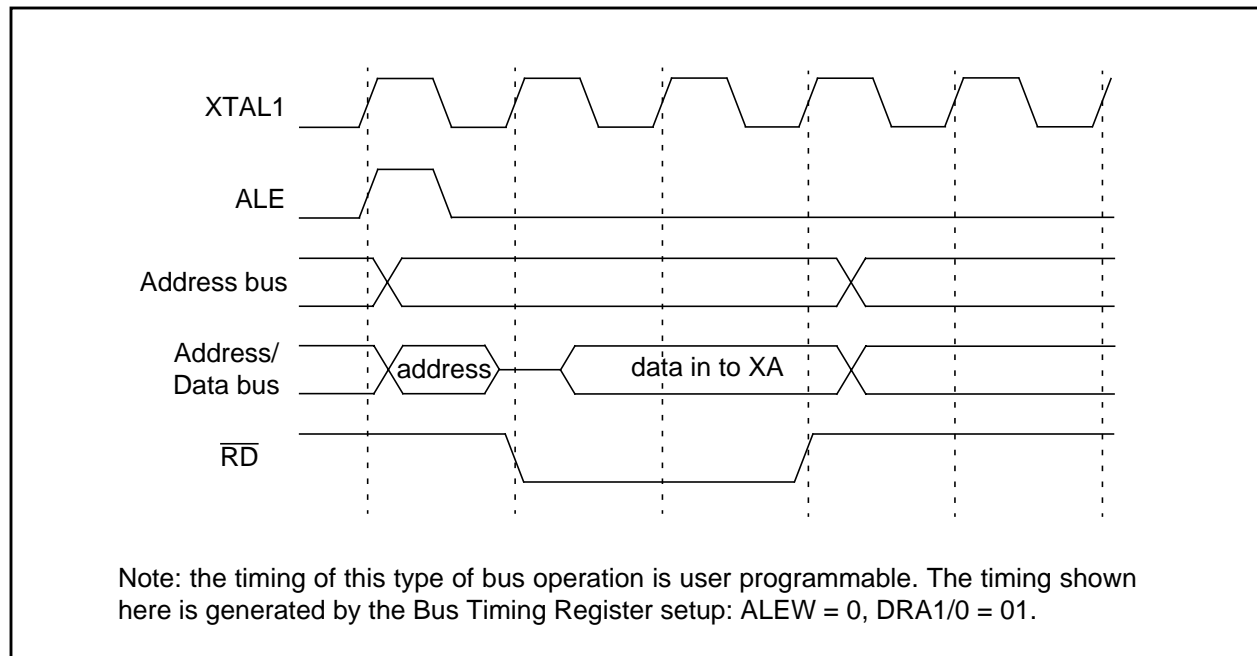 XTAL1
ALE
Address bus
Address/
Data bus
address
data in to XA
RD
Note: the timing of this type of bus operation is user programmable. The timing shown
here is generated by the Bus Timing Register setup: ALEW = 0, DRA1/0 = 01.